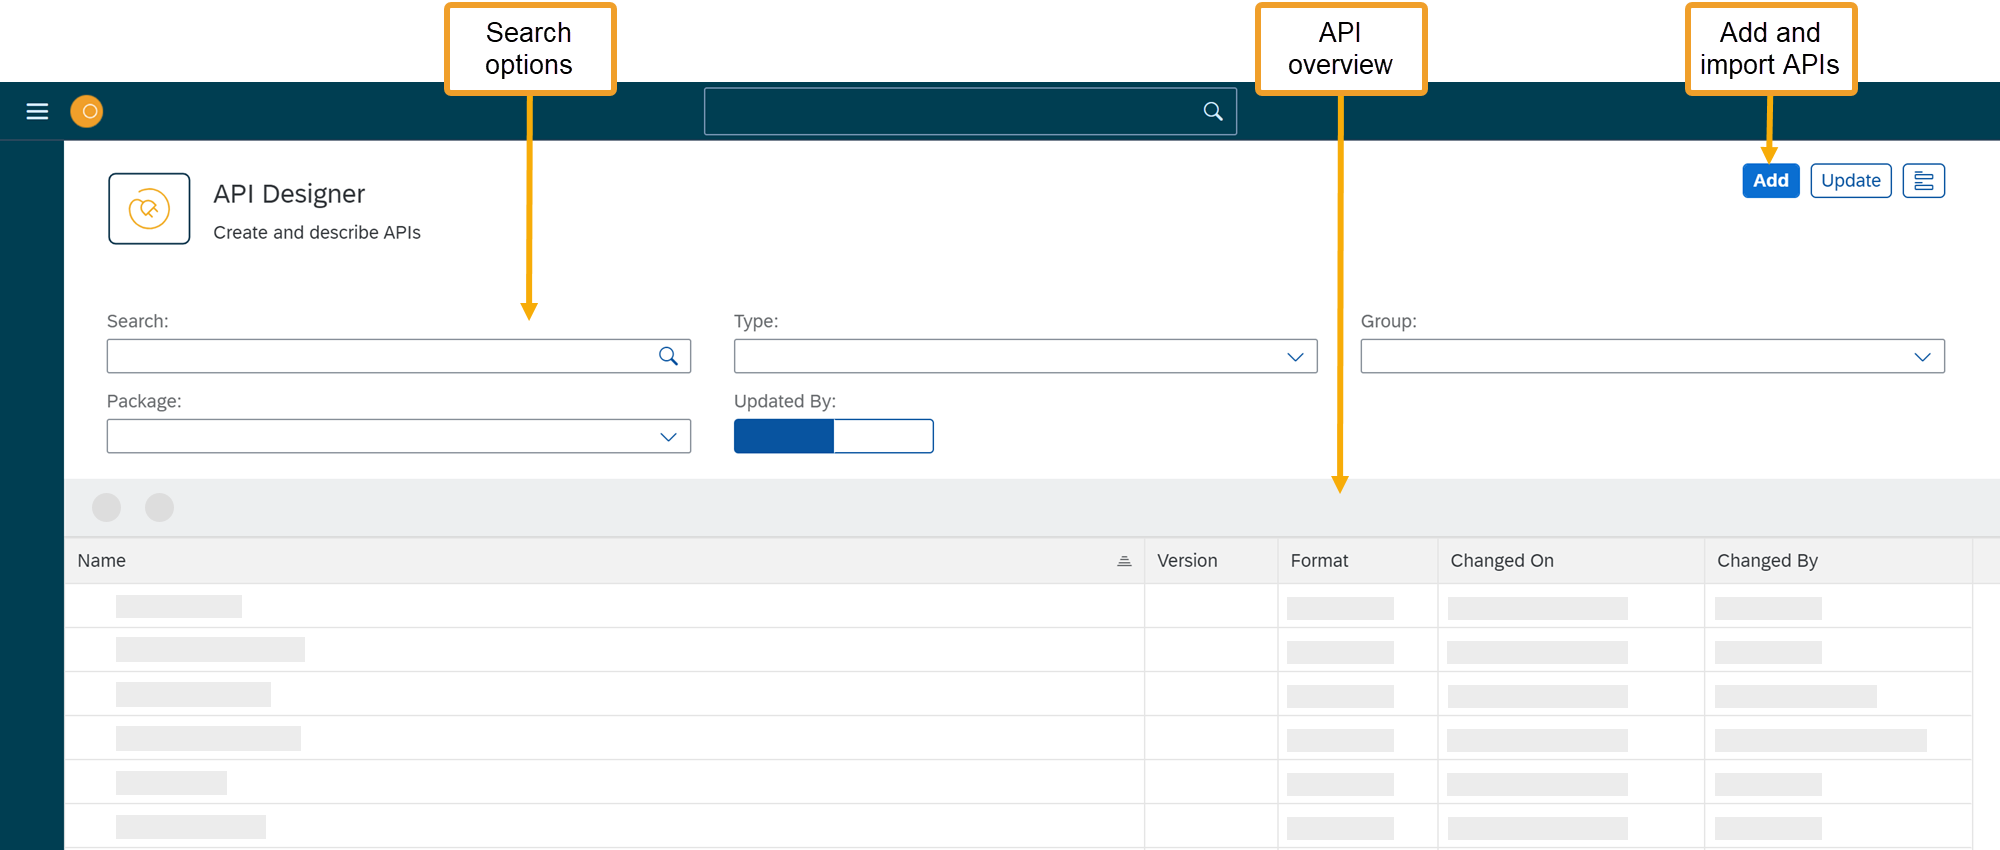 Search
options
API
overview
Add and
import APIs
API Designer
Create and describe APIs
Add
Update
Search:
Type:
Group:
Package:
Updated By:
Name
Version
Format
Changed On
Changed By